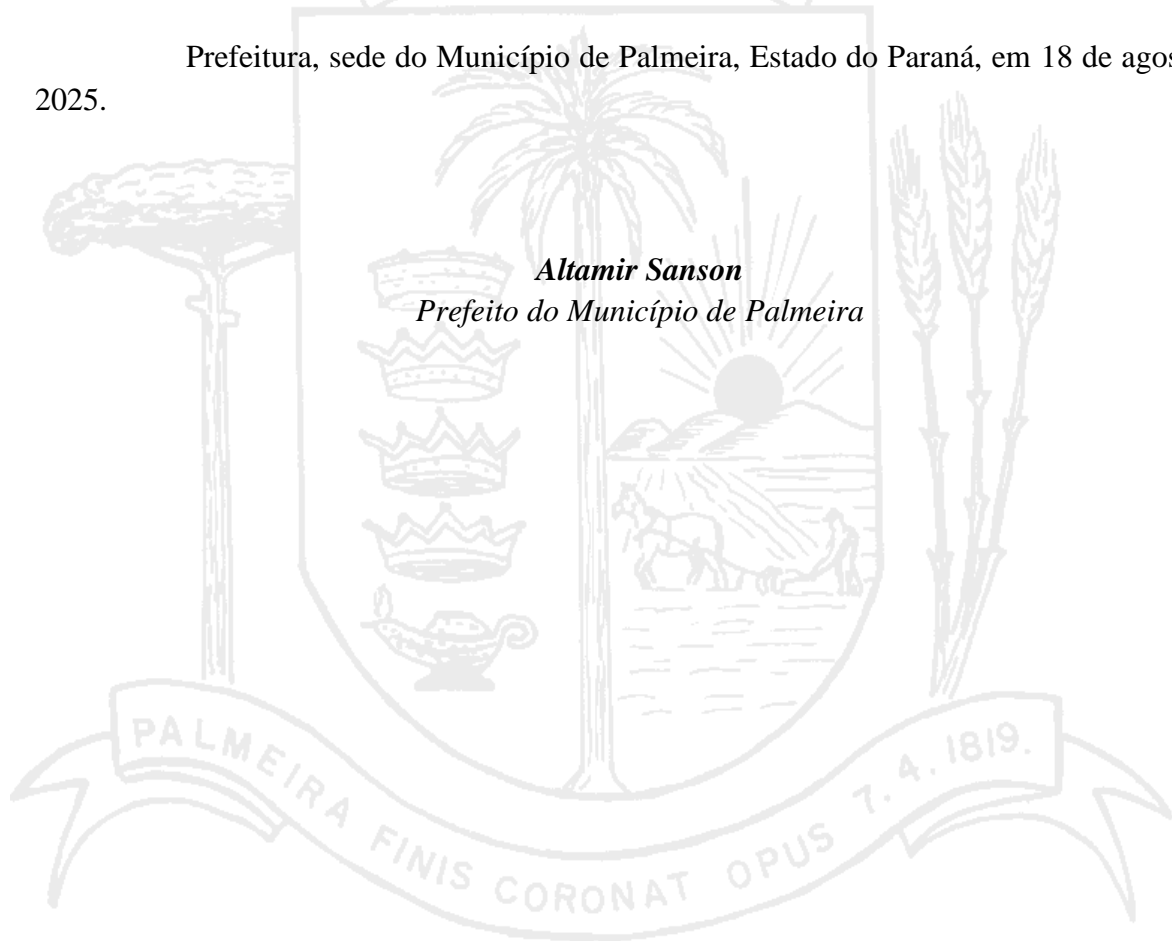 Prefeitura, sede do Município de Palmeira, Estado do Paraná, em 18 de agos
2025.
Altamir Sanson
Prefeito do Município de Palmeira
PALMEIRA FINIS CORONAT OPUS 7. 4. 1819.